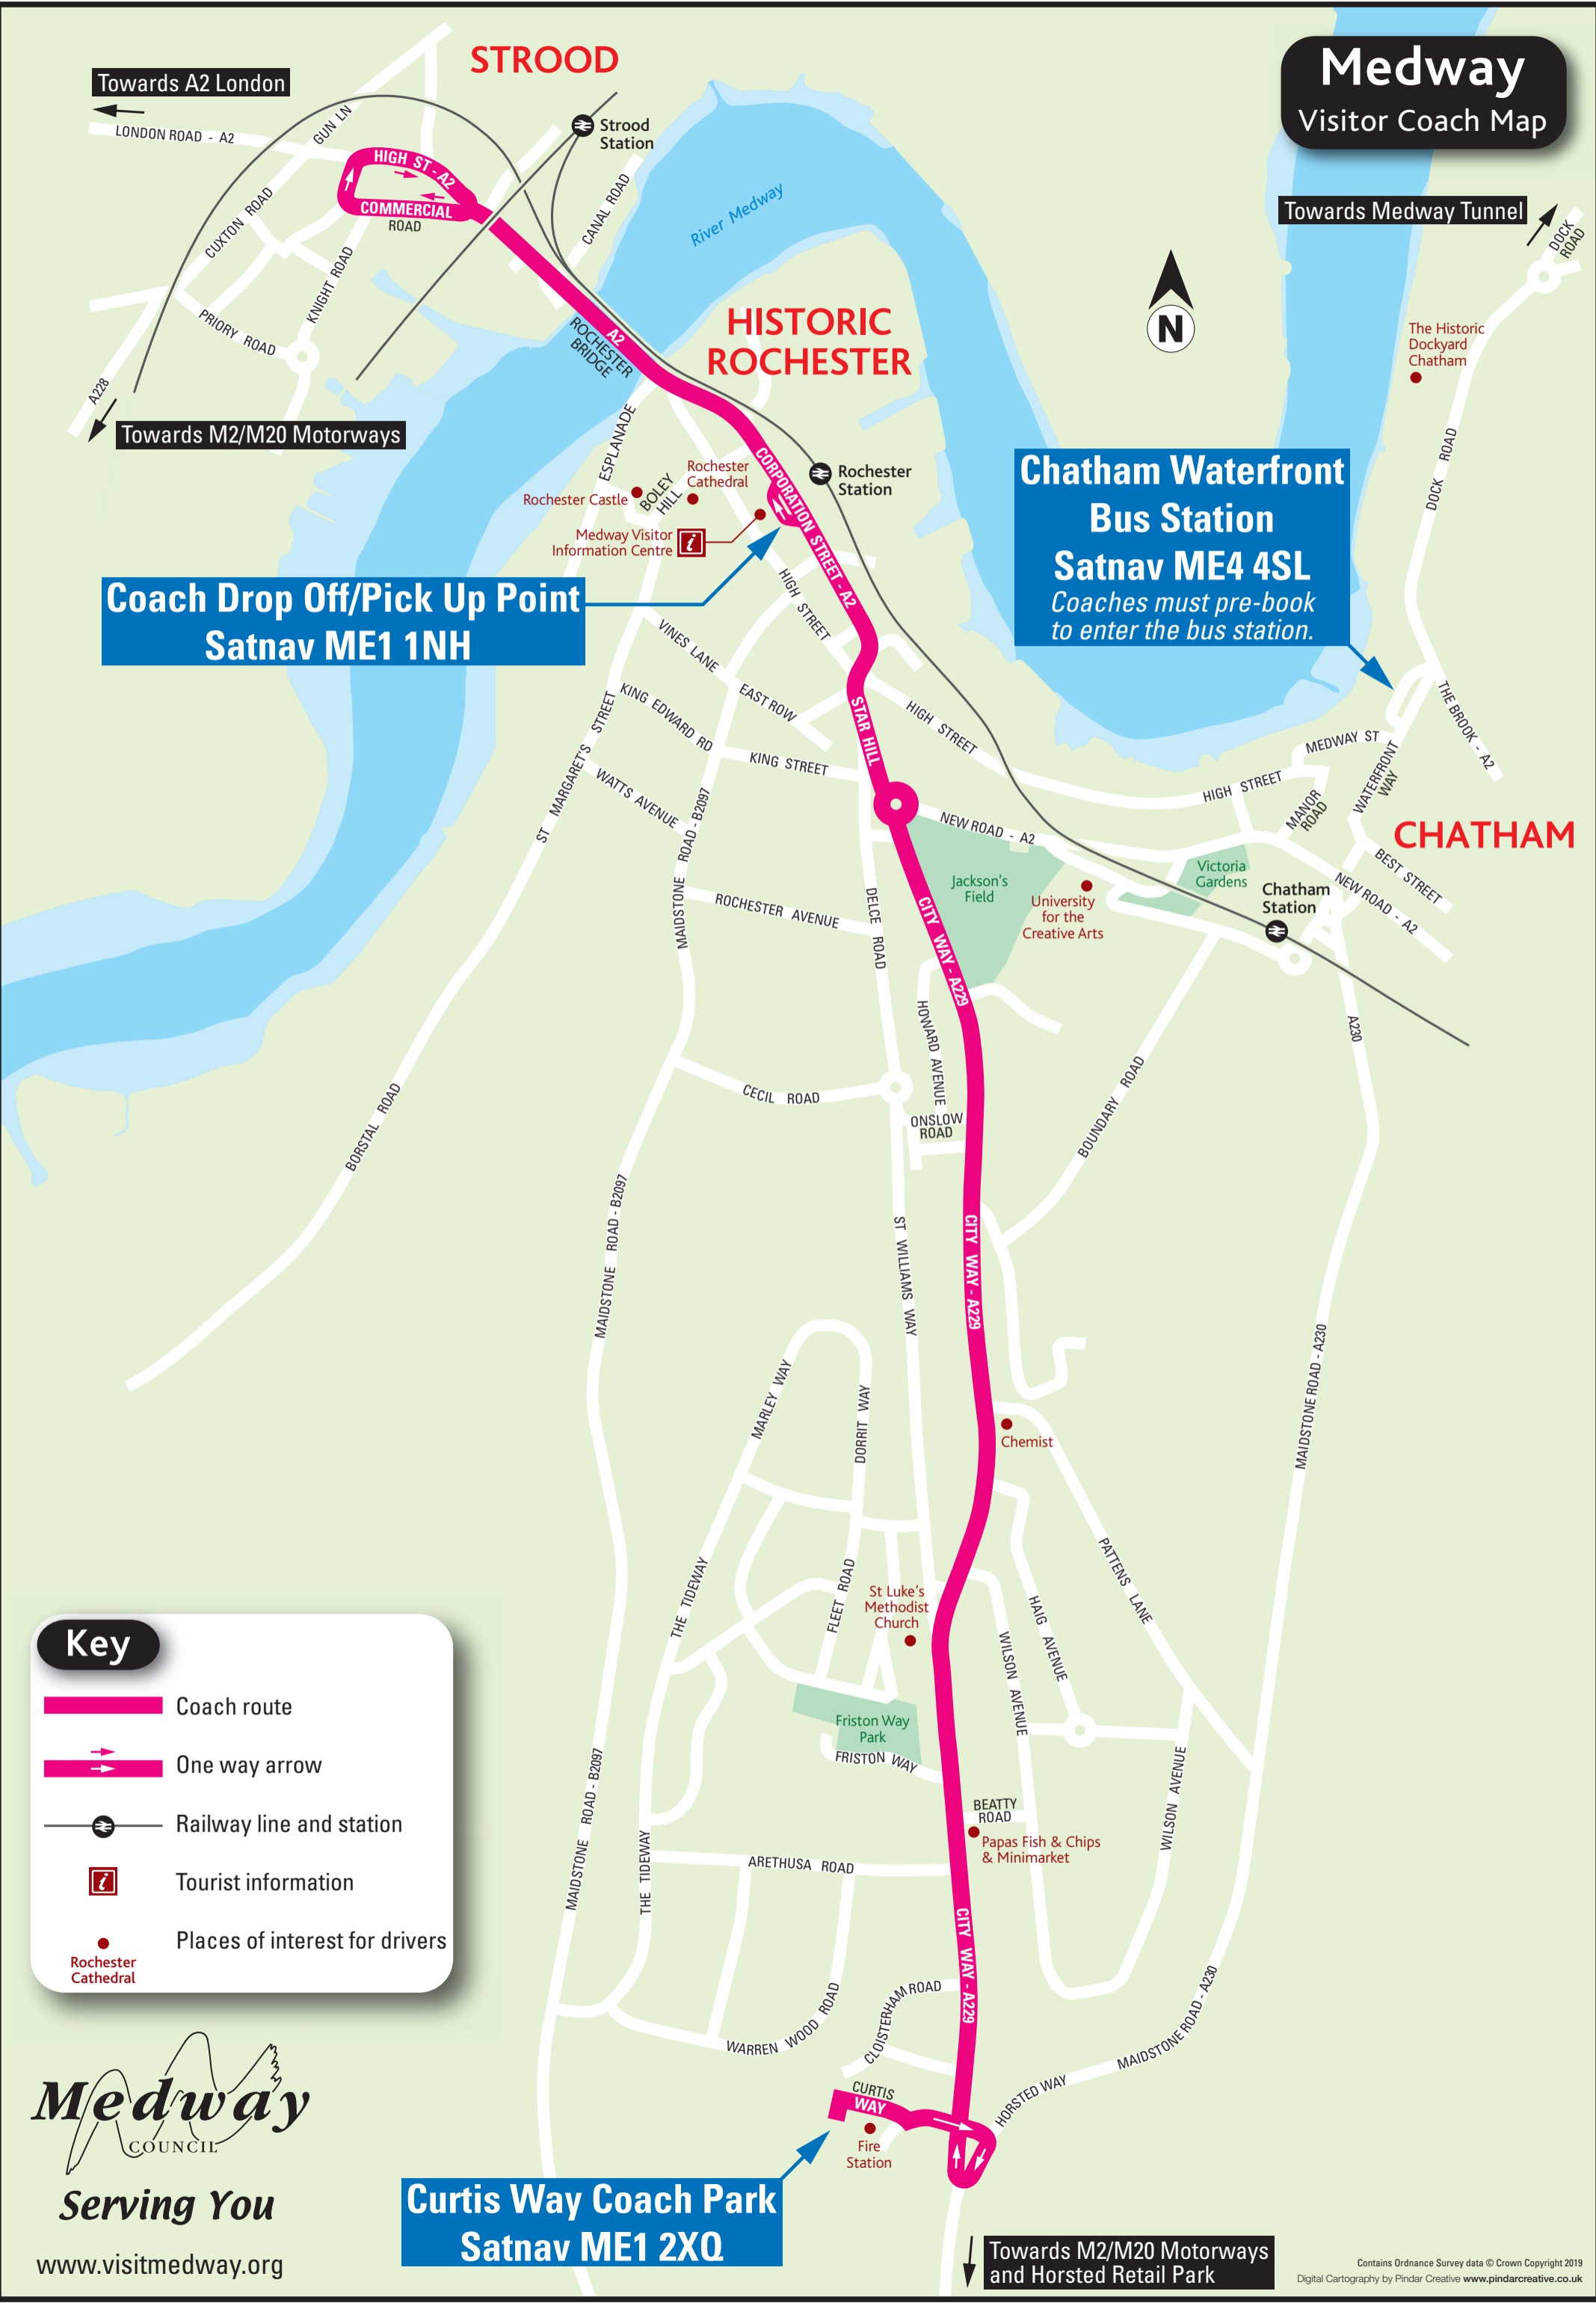 Medway
Visitor Coach Map
STROOD
Towards A2 London
LONDON ROAD - A2
GUN LN
Strood
Station
HIGH ST - A2
COMMERCIAL
ROAD
CANAL ROAD
CUXTON ROAD
KNIGHT ROAD
PRIORY ROAD
A228
Towards M2/M20 Motorways
River Medway
Towards Medway Tunnel
DOCK
ROAD
N
The Historic
Dockyard
Chatham
DOCK ROAD
A2
ROCHESTER
BRIDGE
HISTORIC
ROCHESTER
ESPLANADE
Rochester
Cathedral
Rochester Castle
BOLEY
HILL
Medway Visitor
Information Centre
i
CORPORATION STREET - A2
Rochester
Station
Chatham Waterfront
Bus Station
Satnav ME4 4SL
Coaches must pre-book
to enter the bus station.
Coach Drop Off/Pick Up Point
Satnav ME1 1NH
HIGH STREET
VINES LANE
EAST ROW
KING EDWARD RD
KING STREET
STAR HILL
HIGH STREET
ST MARGARET'S STREET
WATTS AVENUE
MAIDSTONE ROAD - B2097
MEDWAY ST
HIGH STREET
MANOR
ROAD
WATERFRONT
WAY
THE BROOK - A2
CHATHAM
BEST STREET
NEW ROAD - A2
NEW ROAD - A2
Jackson's
Field
University
for the
Creative Arts
Victoria
Gardens
Chatham
Station
ROCHESTER AVENUE
DELCE ROAD
CITY WAY - A229
HOWARD AVENUE
A230
CECIL ROAD
ONSLOW
ROAD
BOUNDARY ROAD
BORSTAL ROAD
MAIDSTONE ROAD - B2097
ST WILLIAMS WAY
CITY WAY - A229
MAIDSTONE ROAD - A230
MARLEY WAY
DORRIT WAY
Chemist
THE TIDEWAY
FLEET ROAD
St Luke's
Methodist
Church
PATTENS LANE
HAIG AVENUE
WILSON AVENUE
Friston Way
Park
FRISTON WAY
WILSON AVENUE
BEATTY
ROAD
Papas Fish & Chips
& Minimarket
MAIDSTONE ROAD - B2097
THE TIDEWAY
ARETHUSA ROAD
CITY WAY - A229
WARREN WOOD ROAD
CLOISTERHAM ROAD
MAIDSTONE ROAD - A230
HORSTED WAY
CURTIS
WAY
Fire
Station
Curtis Way Coach Park
Satnav ME1 2XQ
Towards M2/M20 Motorways
and Horsted Retail Park
Key
Coach route
One way arrow
Railway line and station
i
Tourist information
Places of interest for drivers
Rochester
Cathedral
Medway
COUNCIL
Serving You
www.visitmedway.org
Contains Ordnance Survey data © Crown Copyright 2019
Digital Cartography by Pindar Creative www.pindarcreative.co.uk